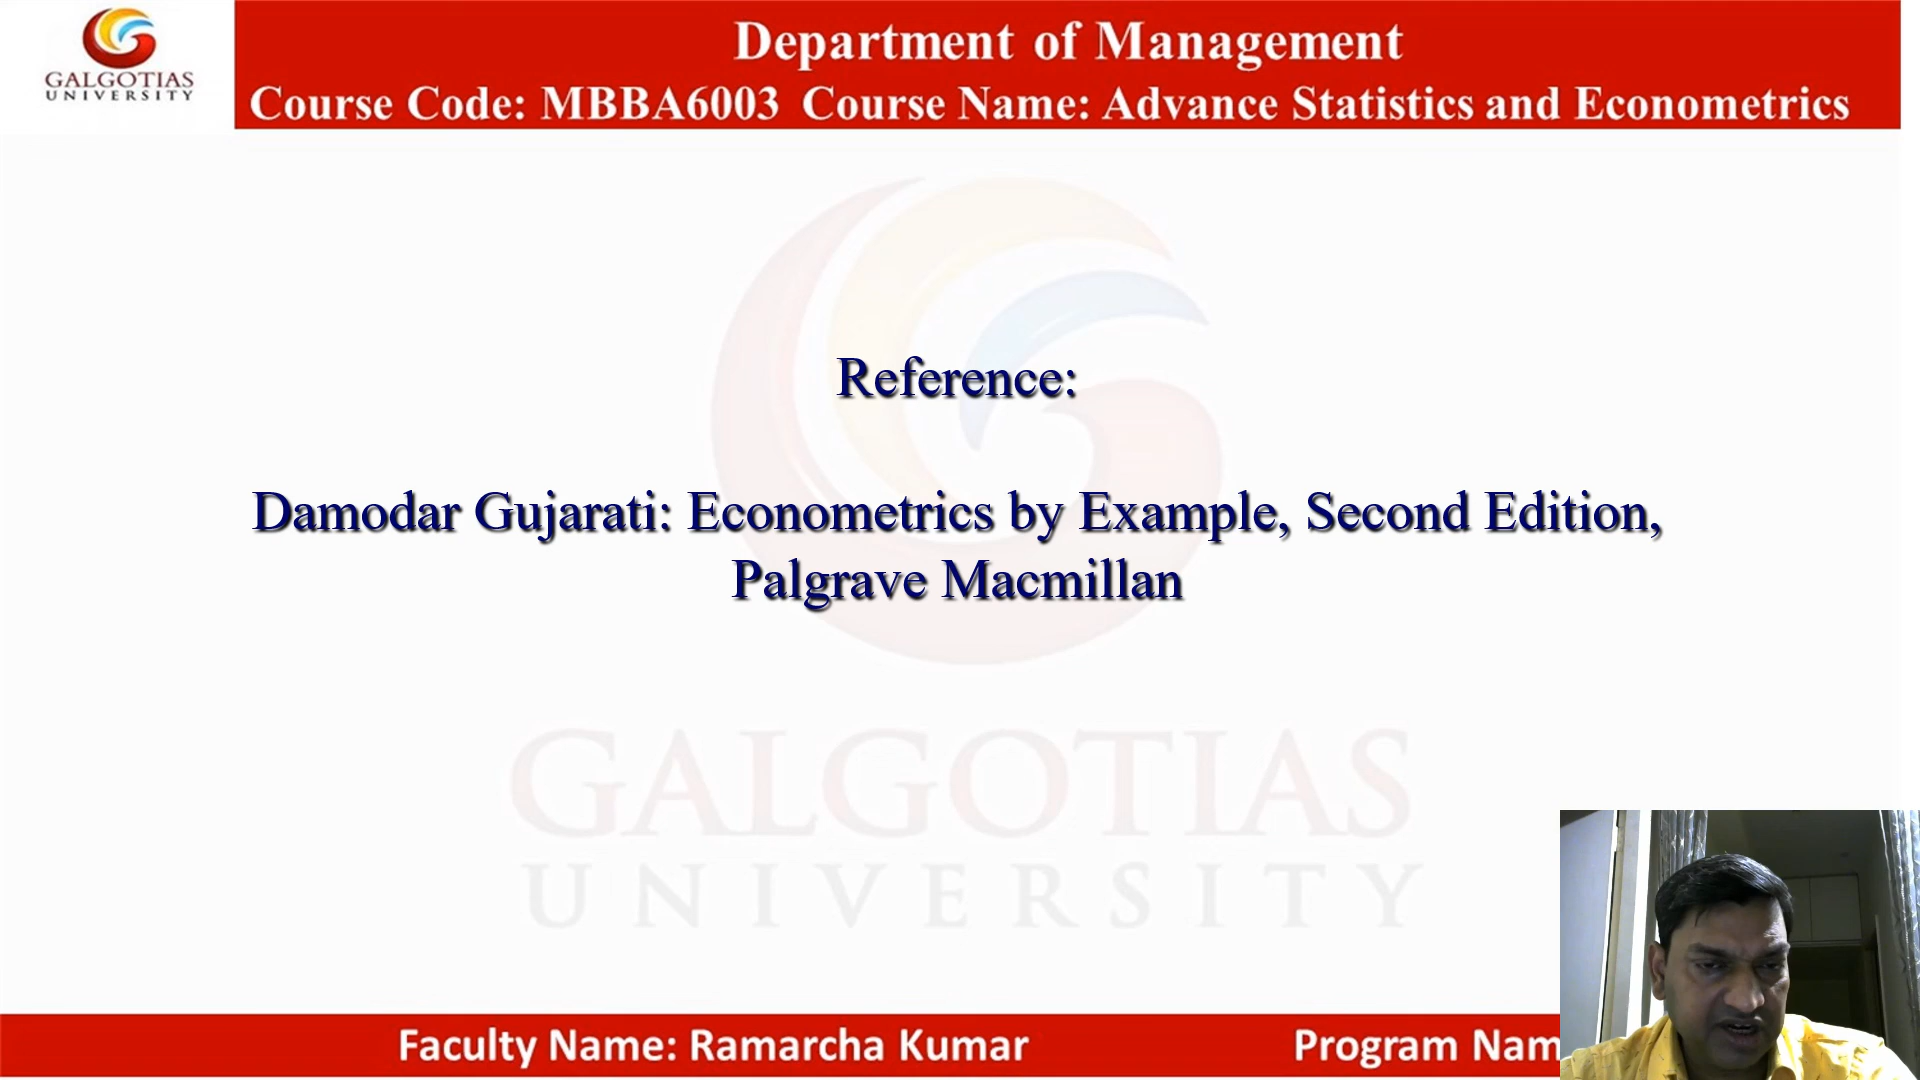 GALGOTIAS
UNIVERSITY
Department of Management
Course Code: MBBA6003 Course Name: Advance Statistics and Econometrics
Reference:
Damodar Gujarati: Econometrics by Example, Second Edition,
Palgrave Macmillan
GALGOTIAS
UNIVERSITY
Faculty Name: Ramarcha Kumar
Program Nam